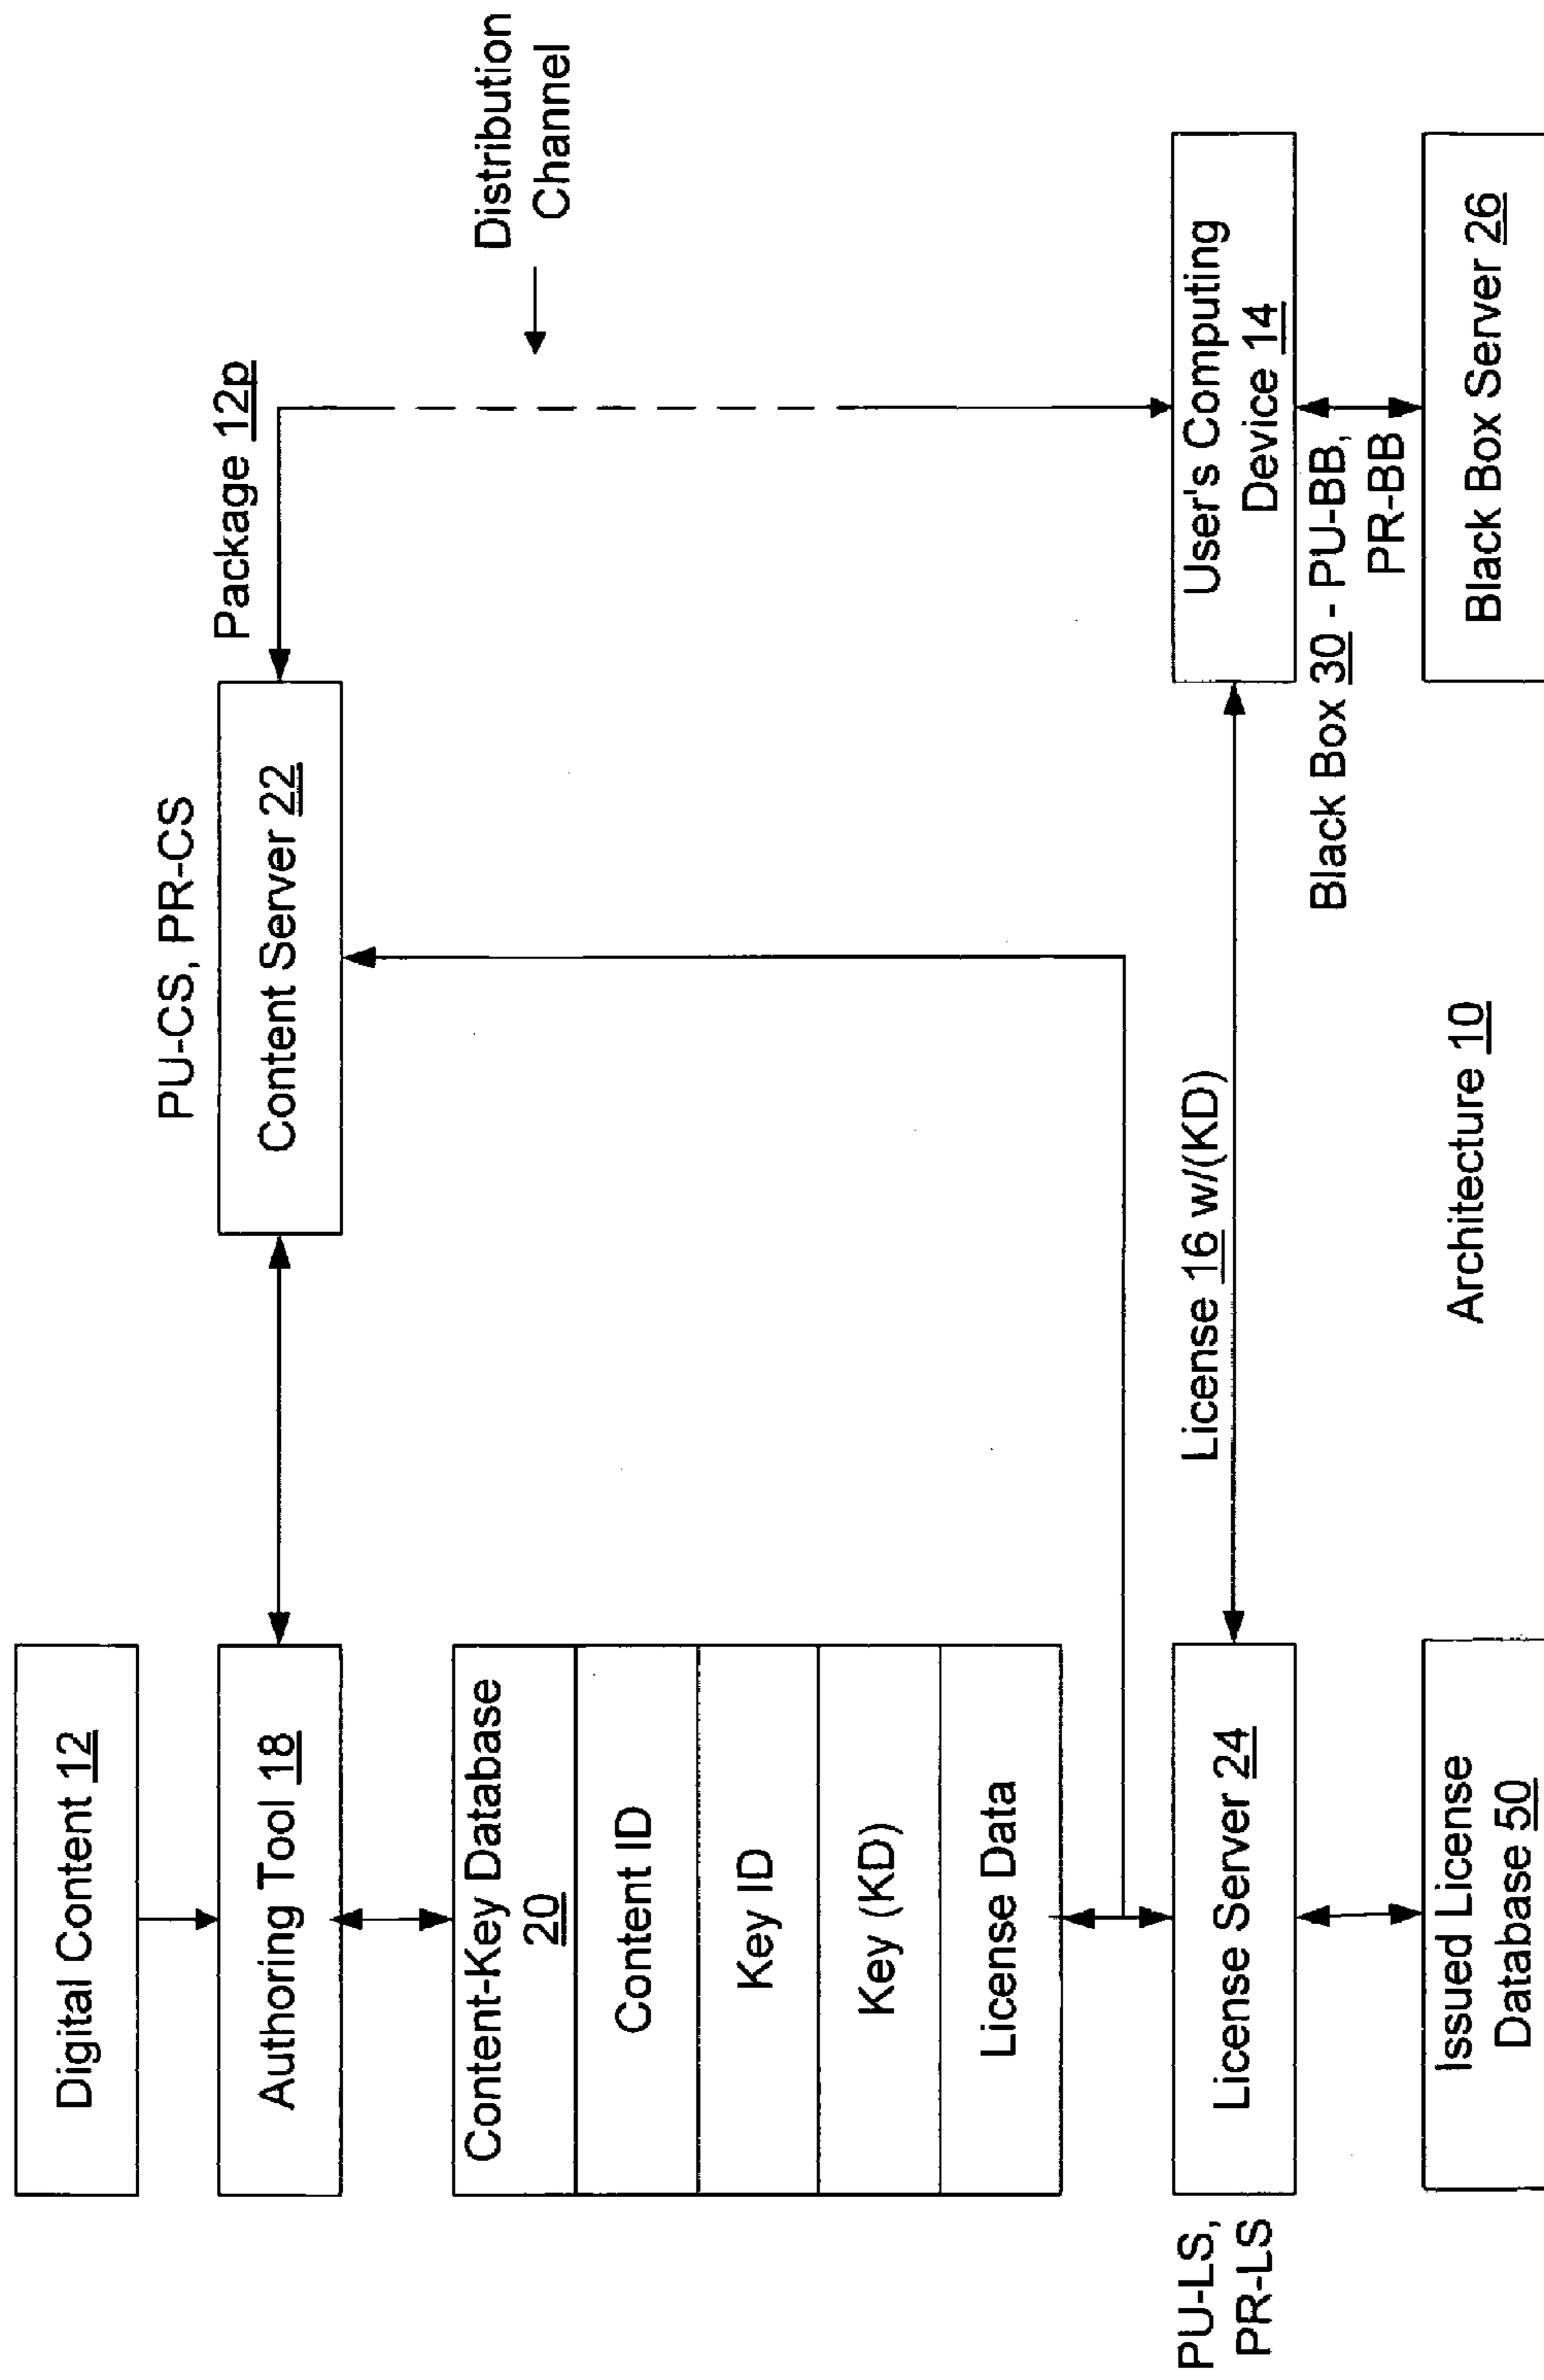 Digital Content 12
Authoring Tool 18
Content-Key Database
20
Content ID
Key ID
Key (KD)
License Data
PU-LS,
PR-LS
License Server 24
Issued License
Database 50
PU-CS, PR-CS
Content Server 22
Package 12p
Distribution
Channel
License 16 w/(KD)
User's Computing
Device 14
Black Box 30 - PU-BB,
PR-BB
Black Box Server 26
Architecture 10